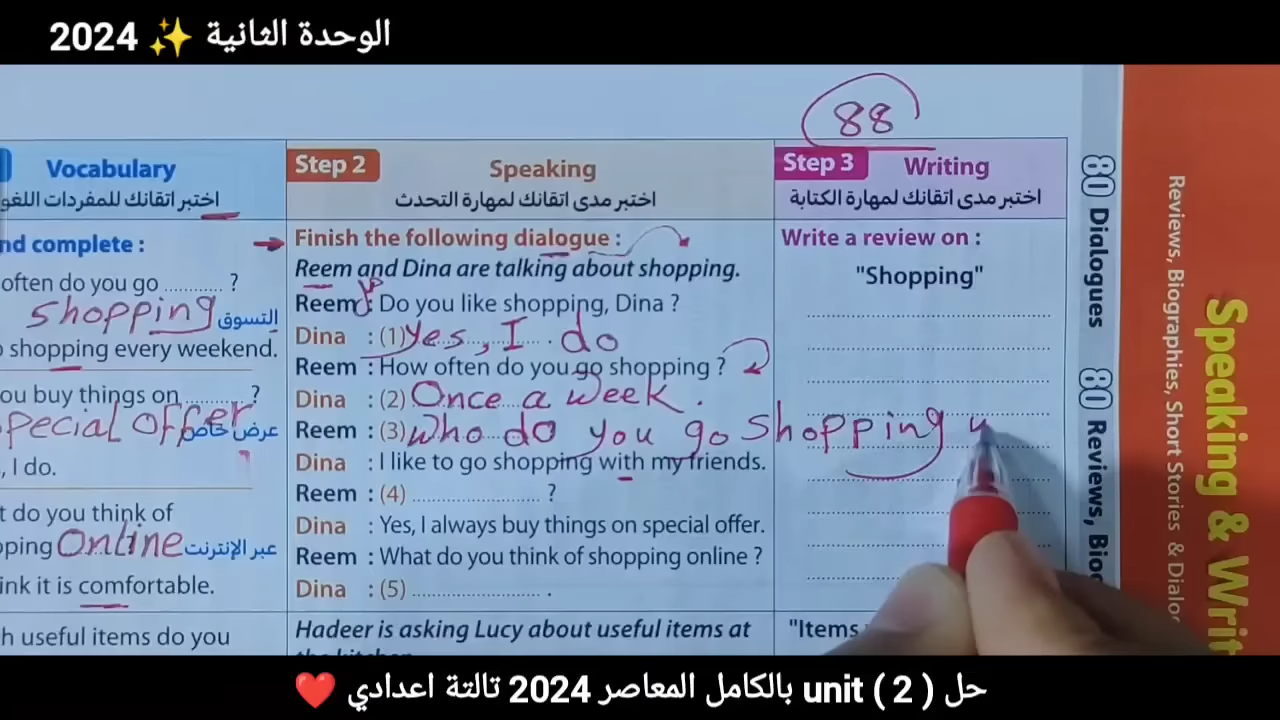 الوحدة الثانية ✨ 2024
88
Vocabulary
اختبر اتقانك للمفردات اللغو
nd complete :
often do you go ........... ?
shopping التسوق
o shopping every weekend.
ou buy things on ........... ?
special offer عرض خاص
, I do.
t do you think of
pping Online عبر الإنترنت
ink it is comfortable.
h useful items do you
Step 2 Speaking
اختبر مدى اتقانك لمهارة التحدث
Finish the following dialogue :
Reem and Dina are talking about shopping.
Reem : Do you like shopping, Dina ?
Dina : (1) Yes, I do .
Reem : How often do you go shopping ?
Dina : (2) Once a week .
Reem : (3) Who do you go shopping w
Dina : I like to go shopping with my friends.
Reem : (4) ........................ ?
Dina : Yes, I always buy things on special offer.
Reem : What do you think of shopping online ?
Dina : (5) ........................ .
Hadeer is asking Lucy about useful items at
the kitchen
Step 3 Writing
اختبر مدى اتقانك لمهارة الكتابة
Write a review on :
"Shopping"
"Items
80 Dialogues 80 Reviews, Biog
Reviews, Biographies, Short Stories & Dialo
Speaking & Writ
حل unit ( 2 ) بالكامل المعاصر 2024 تالتة اعدادي ❤️